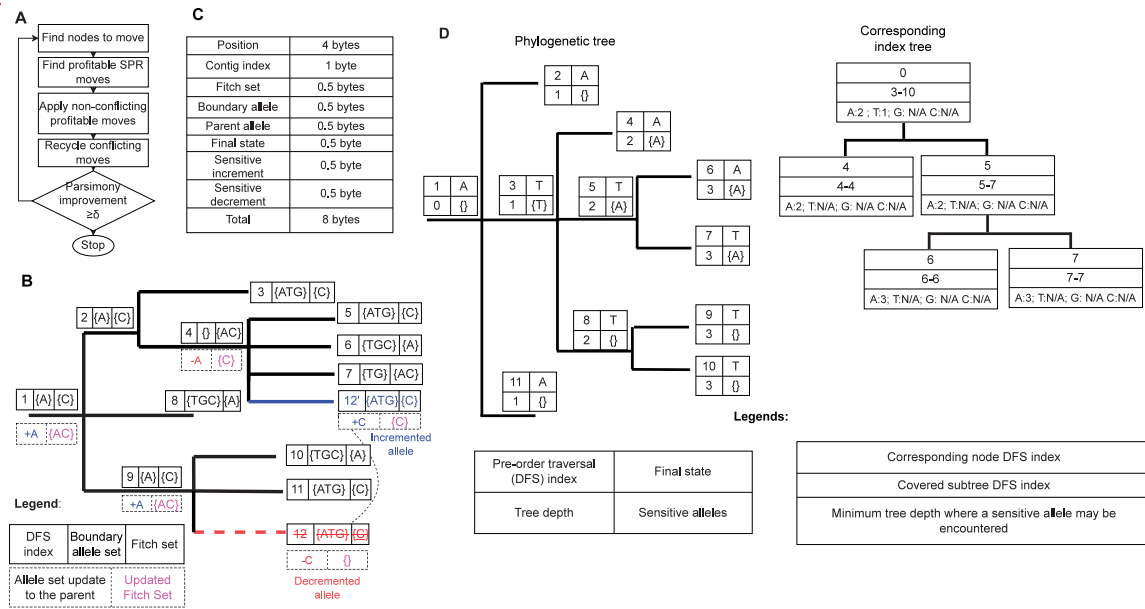 A
Find nodes to move
Find profitable SPR
moves
Apply non-conflicting
profitable moves
Recycle conflicting
moves
Parsimony
improvement
≥δ
Stop
C
Position 4 bytes
Contig index 1 byte
Fitch set 0.5 bytes
Boundary allele 0.5 bytes
Parent allele 0.5 bytes
Final state 0.5 byte
Sensitive
increment 0.5 byte
Sensitive
decrement 0.5 byte
Total 8 bytes
B
1 {A} {C}
+A {AC}
2 {A} {C}
3 {ATG} {C}
4 {} {AC}
-A {C}
5 {ATG} {C}
6 {TGC} {A}
7 {TG} {AC}
12' {ATG} {C}
+C {C}
Incremented
allele
8 {TGC} {A}
9 {A} {C}
+A {AC}
10 {TGC} {A}
11 {ATG} {C}
12 {ATG} {C}
-C {}
Decremented
allele
Legend:
DFS
index
Boundary
allele set
Fitch set
Allele set update
to the parent
Updated
Fitch Set
D
Phylogenetic tree
1 A
0 {}
2 A
1 {}
3 T
1 {T}
4 A
2 {A}
5 T
2 {A}
6 A
3 {A}
7 T
3 {A}
8 T
2 {}
9 T
3 {}
10 T
3 {}
11 A
1 {}
Corresponding
index tree
0
3-10
A:2 ; T:1; G: N/A C:N/A
4
4-4
A:2; T:N/A; G: N/A C:N/A
5
5-7
A:2; T:N/A; G: N/A C:N/A
6
6-6
A:3; T:N/A; G: N/A C:N/A
7
7-7
A:3; T:N/A; G: N/A C:N/A
Legends:
Pre-order traversal
(DFS) index
Final state
Tree depth
Sensitive alleles
Corresponding node DFS index
Covered subtree DFS index
Minimum tree depth where a sensitive allele may be
encountered